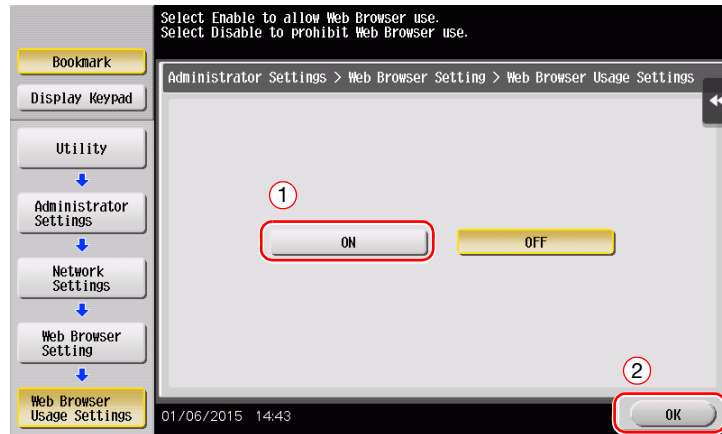 Select Enable to allow Web Browser use.
Select Disable to prohibit Web Browser use.
Bookmark
Display Keypad
Utility
Administrator
Settings
Network
Settings
Web Browser
Setting
Web Browser
Usage Settings
Administrator Settings > Web Browser Setting > Web Browser Usage Settings
1
ON
OFF
2
01/06/2015 14:43
OK